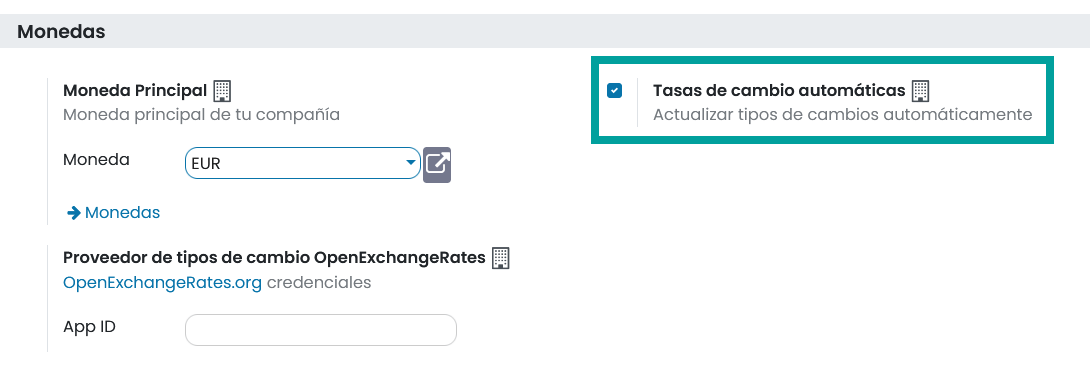 Monedas
Moneda Principal
Moneda principal de tu compañía
Moneda EUR
Monedas
Tasas de cambio automáticas
Actualizar tipos de cambios automáticamente
Proveedor de tipos de cambio OpenExchangeRates
OpenExchangeRates.org credenciales
App ID